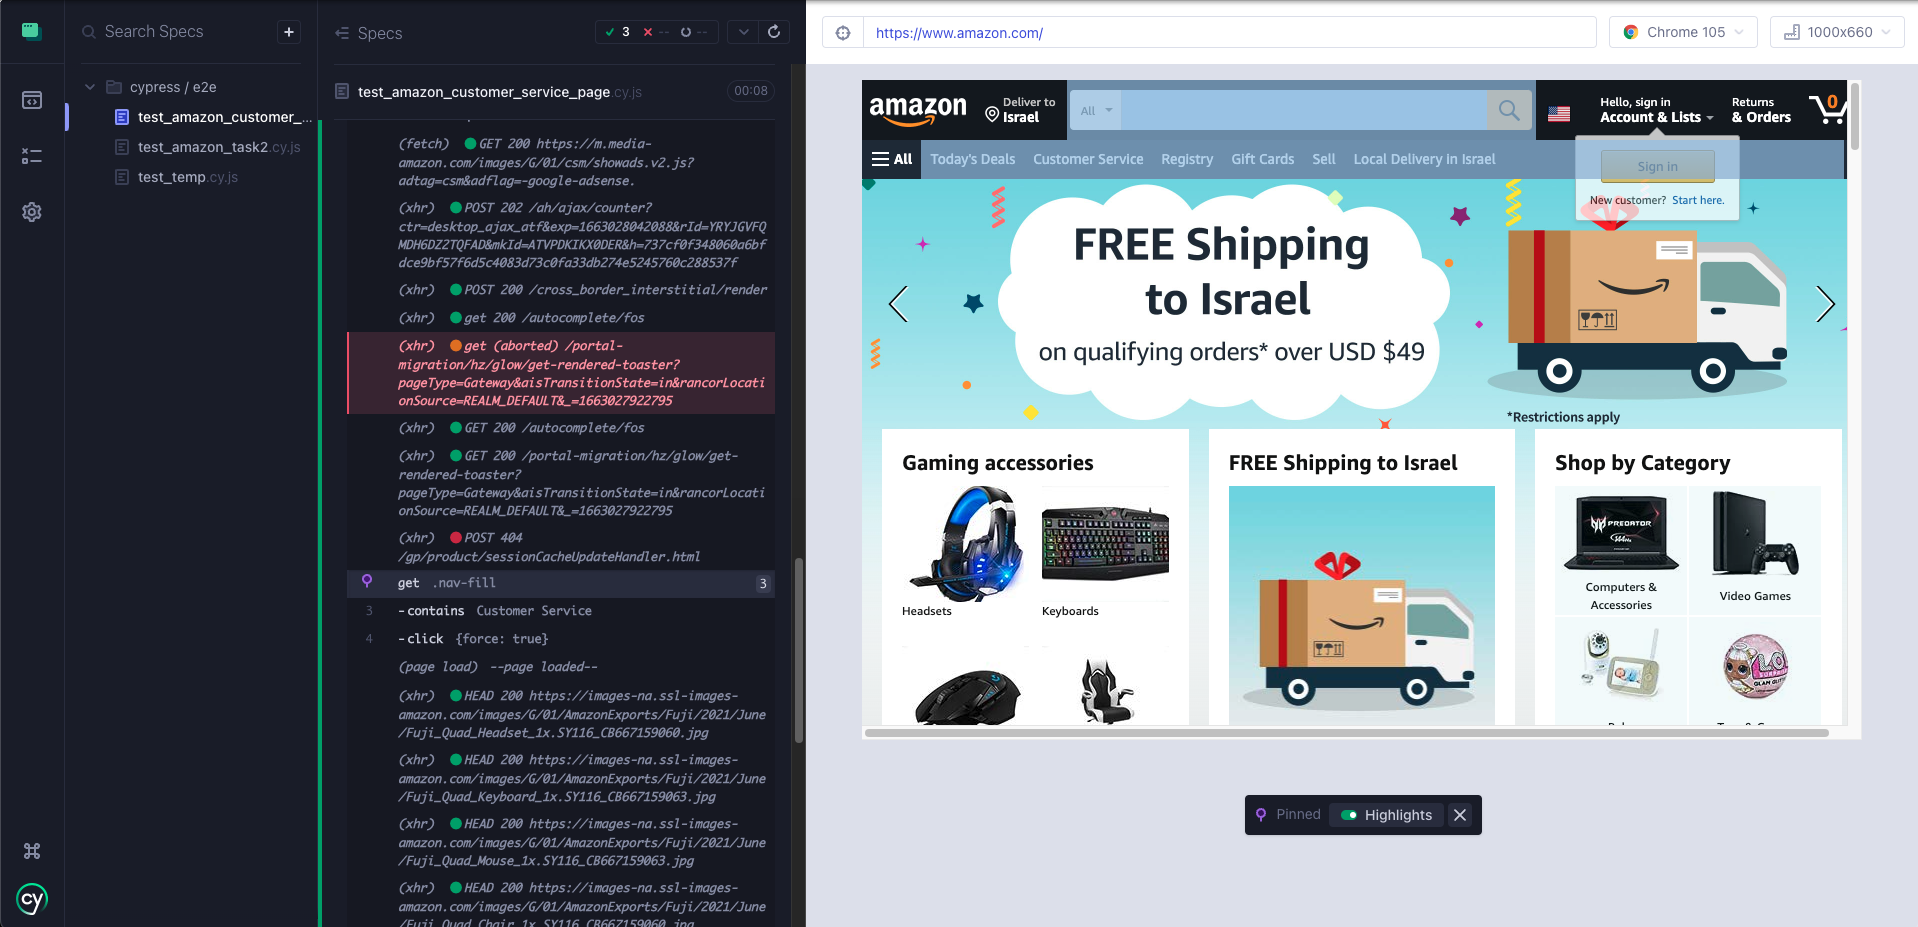 Search Specs
+
cypress / e2e
test_amazon_customer_...
test_amazon_task2.cy.js
test_temp.cy.js
cy
Specs
3
--
--
test_amazon_customer_service_page.cy.js
00:08
(fetch) GET 200 https://m.media-
amazon.com/images/G/01/csm/showads.v2.js?
adtag=csm&adflag=-google-adsense.
(xhr) POST 202 /ah/ajax/counter?
ctr=desktop_ajax_atf&exp=1663028042088&rId=YRYJGVFQ
MDH6DZ2TQFAD&mkId=ATVPDKIKX0DER&h=737cf0f348060a6bf
dce9bf57f6d5c4083d73c0fa33db274e5245760c288537f
(xhr) POST 200 /cross_border_interstitial/render
(xhr) get 200 /autocomplete/fos
(xhr) get (aborted) /portal-
migration/hz/glow/get-rendered-toaster?
pageType=Gateway&aisTransitionState=in&rancorLocati
onSource=REALM_DEFAULT&_=1663027922795
(xhr) GET 200 /autocomplete/fos
(xhr) GET 200 /portal-migration/hz/glow/get-
rendered-toaster?
pageType=Gateway&aisTransitionState=in&rancorLocati
onSource=REALM_DEFAULT&_=1663027922795
(xhr) POST 404
/gp/product/sessionCacheUpdateHandler.html
get .nav-fill 3
3 -contains Customer Service
4 -click {force: true}
(page load) --page loaded--
(xhr) HEAD 200 https://images-na.ssl-images-
amazon.com/images/G/01/AmazonExports/Fuji/2021/June
/Fuji_Quad_Headset_1x.SY116_CB667159060.jpg
(xhr) HEAD 200 https://images-na.ssl-images-
amazon.com/images/G/01/AmazonExports/Fuji/2021/June
/Fuji_Quad_Keyboard_1x.SY116_CB667159063.jpg
(xhr) HEAD 200 https://images-na.ssl-images-
amazon.com/images/G/01/AmazonExports/Fuji/2021/June
/Fuji_Quad_Mouse_1x.SY116_CB667159063.jpg
(xhr) HEAD 200 https://images-na.ssl-images-
amazon.com/images/G/01/AmazonExports/Fuji/2021/June
/Fuji_Quad_Chair_1x.SY116_CB667159060.jpg
https://www.amazon.com/
Chrome 105
1000x660
amazon
Deliver to
Israel
All
Hello, sign in
Account & Lists
Returns
& Orders
0
All
Today's Deals
Customer Service
Registry
Gift Cards
Sell
Local Delivery in Israel
Sign in
New customer? Start here.
FREE Shipping
to Israel
on qualifying orders* over USD $49
*Restrictions apply
Gaming accessories
Headsets
Keyboards
FREE Shipping to Israel
Shop by Category
PREDATOR
Computers &
Accessories
Video Games
L.O.L.
SURPRISE
Pinned
Highlights